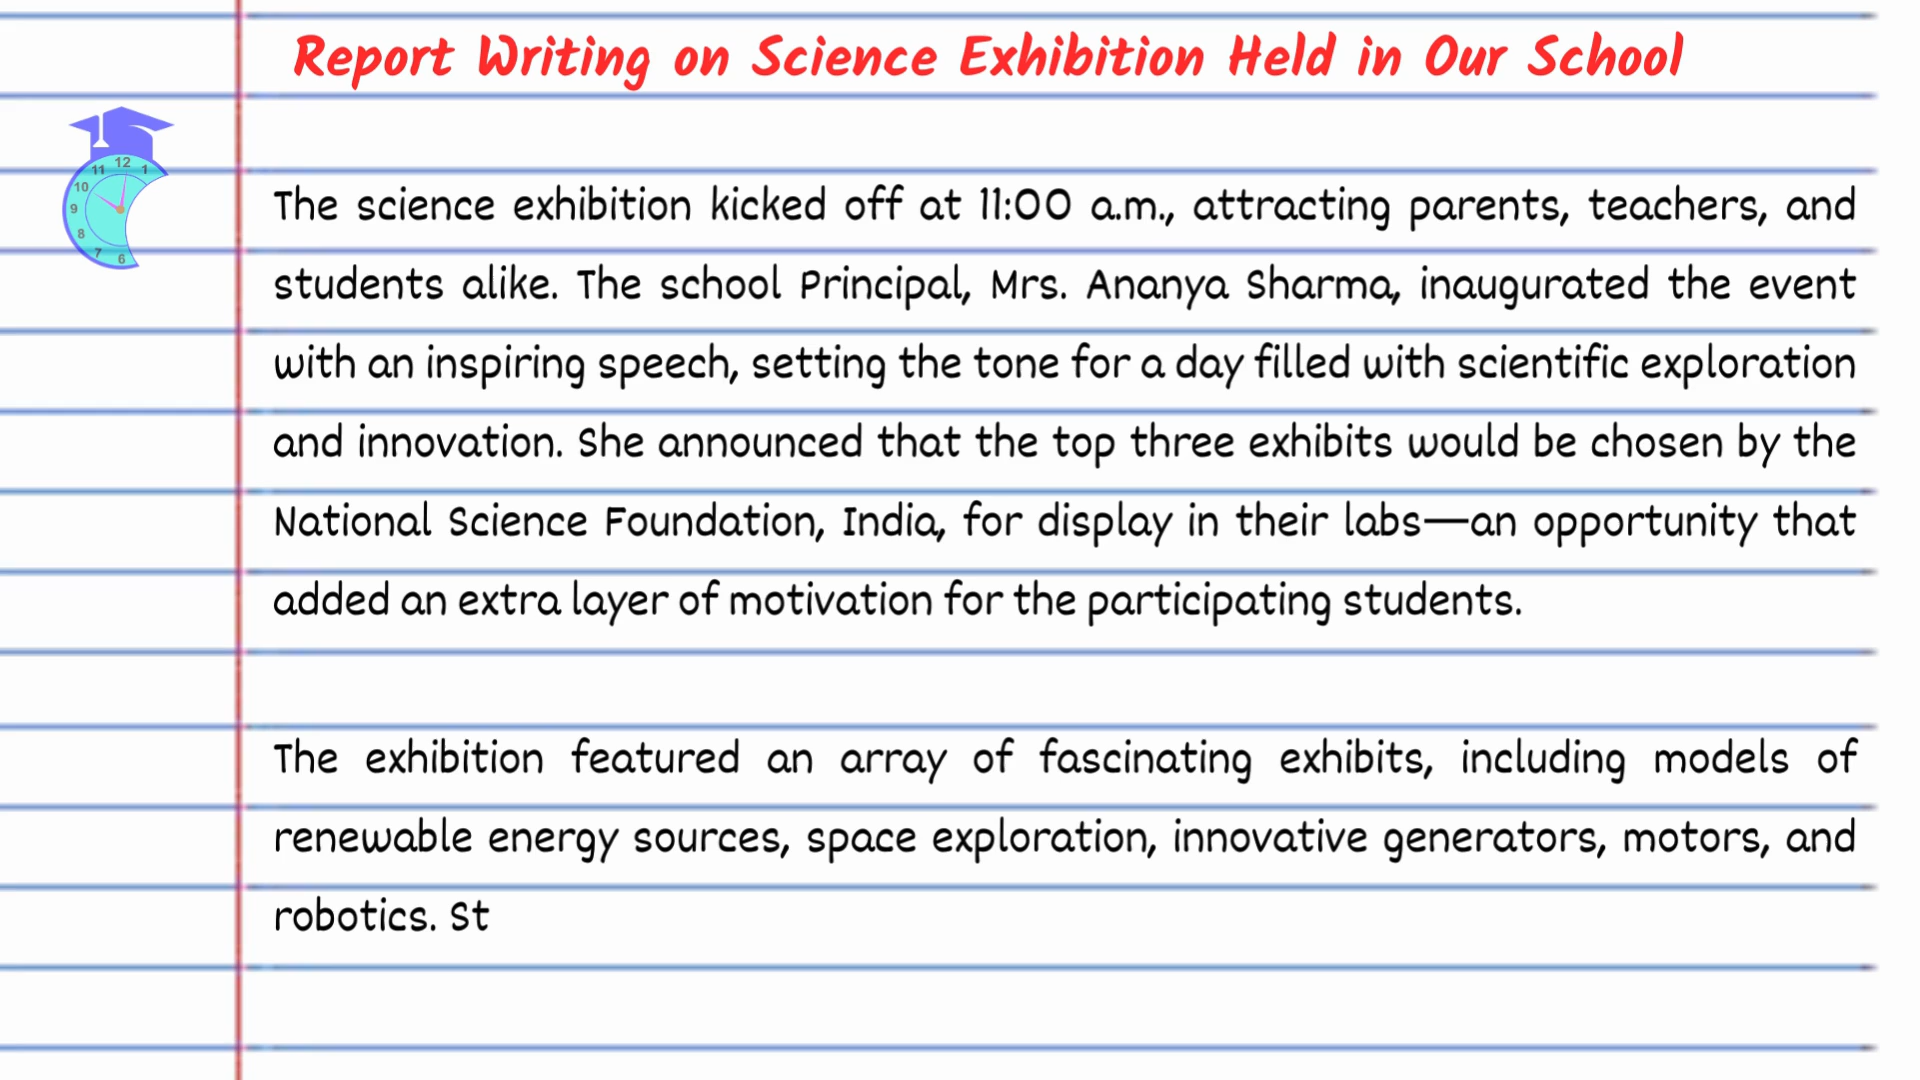 Report Writing on Science Exhibition Held in Our School
12
11
1
10
9
8
7
6
The science exhibition kicked off at 11:00 a.m., attracting parents, teachers, and
students alike. The school Principal, Mrs. Ananya Sharma, inaugurated the event
with an inspiring speech, setting the tone for a day filled with scientific exploration
and innovation. She announced that the top three exhibits would be chosen by the
National Science Foundation, India, for display in their labs—an opportunity that
added an extra layer of motivation for the participating students.
The exhibition featured an array of fascinating exhibits, including models of
renewable energy sources, space exploration, innovative generators, motors, and
robotics. St